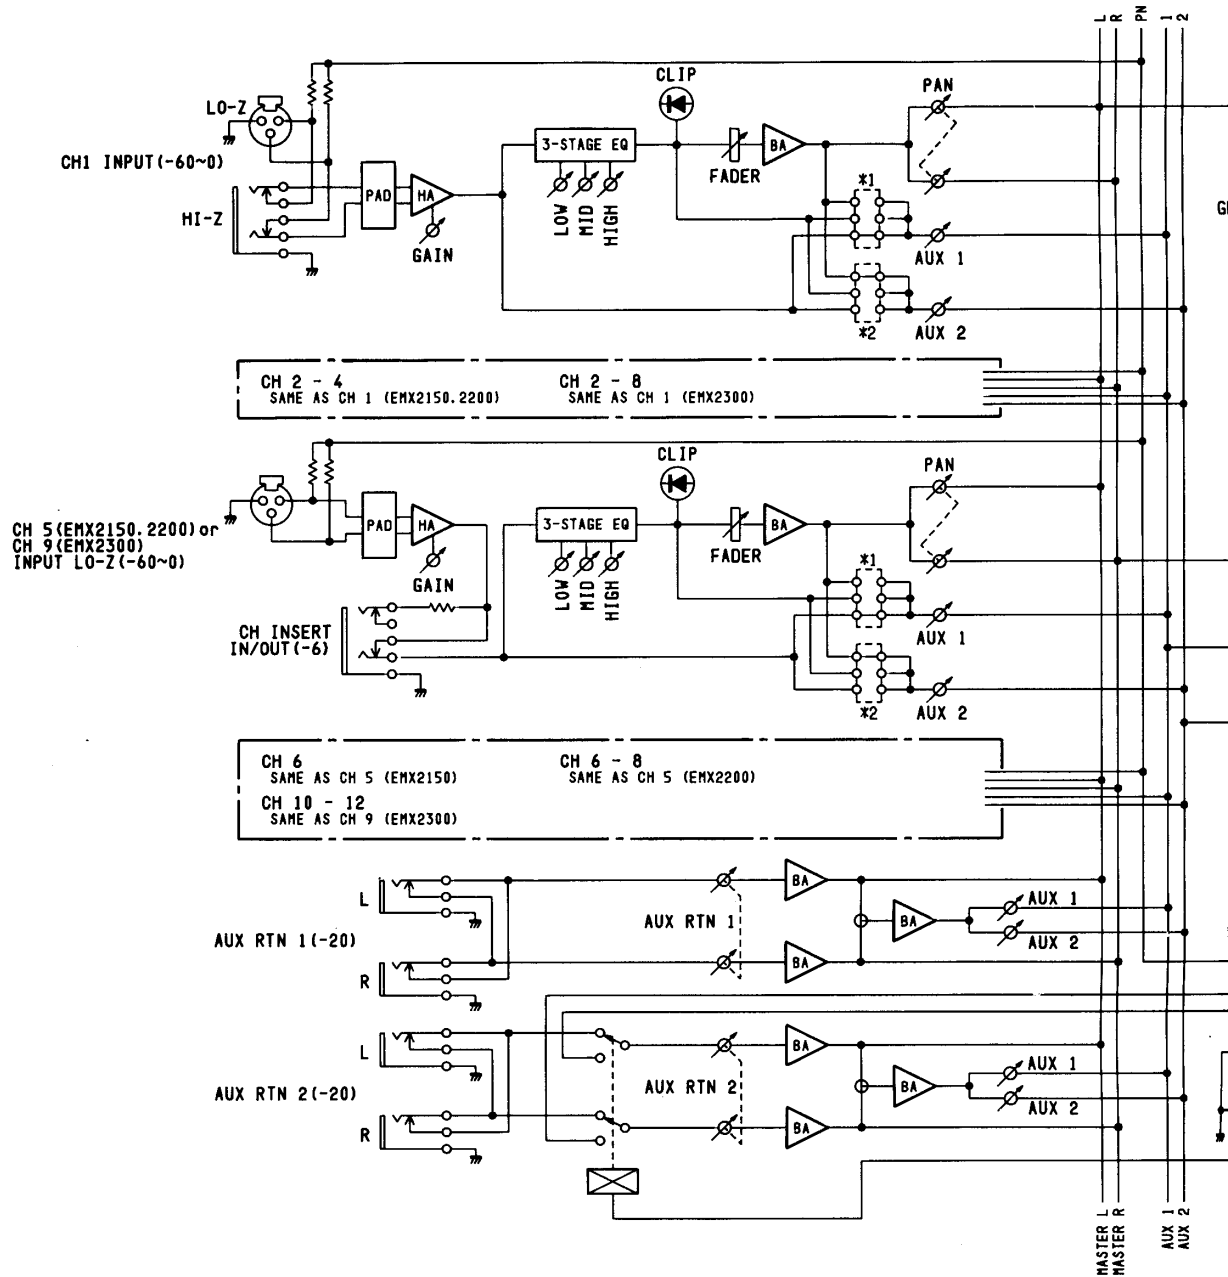 L
R
PN
1
2
CLIP
PAN
LO-Z
3-STAGE EQ
BA
CH1 INPUT(-60~0)
FADER
*1
PAD
HA
LOW
MID
HIGH
HI-Z
GAIN
AUX 1
*2
AUX 2
CH 2 - 4
SAME AS CH 1 (EMX2150.2200)
CH 2 - 8
SAME AS CH 1 (EMX2300)
CLIP
PAN
CH 5(EMX2150.2200)or
CH 9(EMX2300)
INPUT LO-Z(-60~0)
PAD
HA
3-STAGE EQ
BA
FADER
*1
GAIN
LOW
MID
HIGH
CH INSERT
IN/OUT(-6)
AUX 1
*2
AUX 2
CH 6
SAME AS CH 5 (EMX2150)
CH 6 - 8
SAME AS CH 5 (EMX2200)
CH 10 - 12
SAME AS CH 9 (EMX2300)
L
BA
AUX RTN 1(-20)
AUX RTN 1
BA
AUX 1
AUX 2
R
BA
L
BA
AUX RTN 2(-20)
AUX RTN 2
BA
AUX 1
AUX 2
R
BA
MASTER L
MASTER R
AUX 1
AUX 2